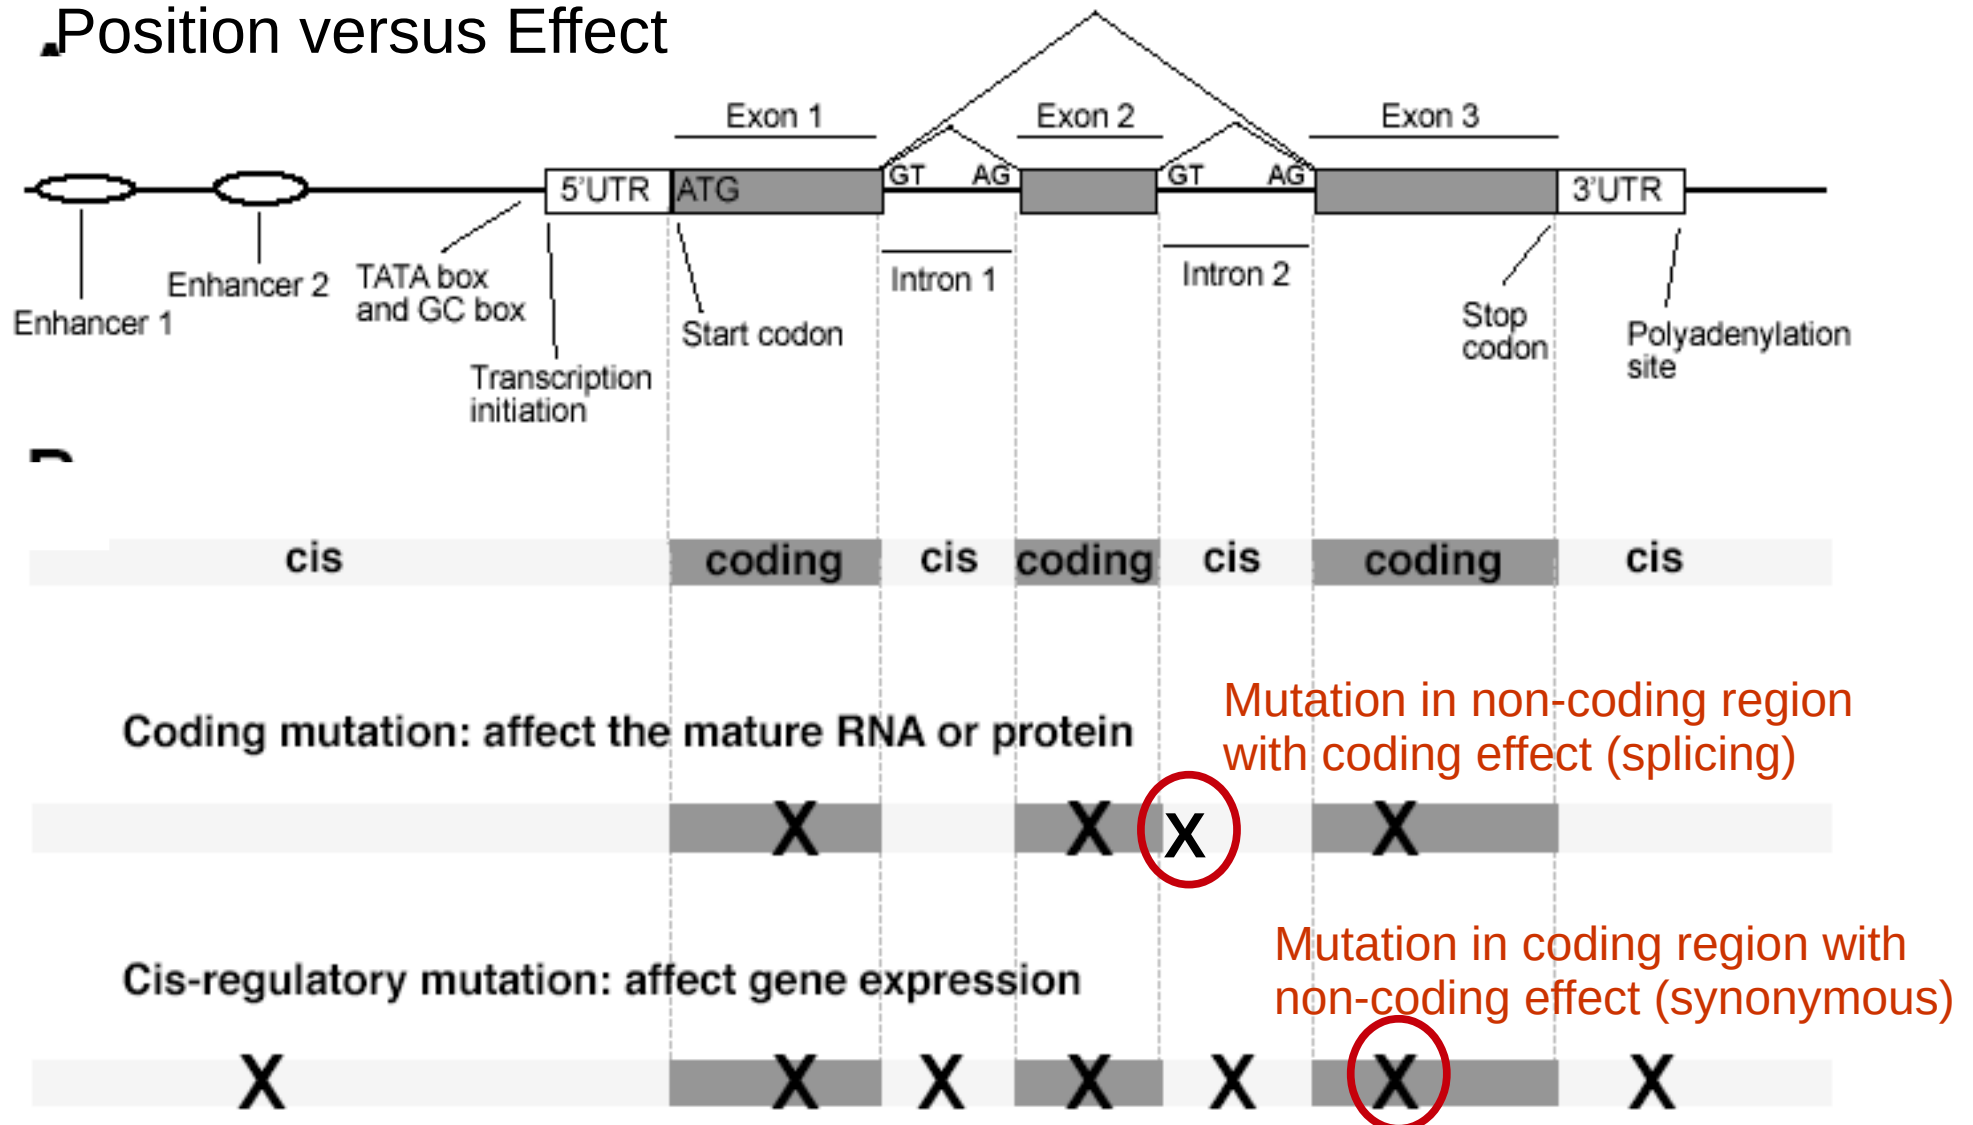 Position versus Effect
Exon 1
Exon 2
Exon 3
GT
AG
GT
AG
5'UTR
ATG
3'UTR
Enhancer 1
Enhancer 2
TATA box
and GC box
Transcription
initiation
Start codon
Intron 1
Intron 2
Stop
codon
Polyadenylation
site
cis
coding
cis
coding
cis
coding
cis
Mutation in non-coding region
with coding effect (splicing)
Coding mutation: affect the mature RNA or protein
X
X
X
X
Mutation in coding region with
non-coding effect (synonymous)
Cis-regulatory mutation: affect gene expression
X
X
X
X
X
X
X